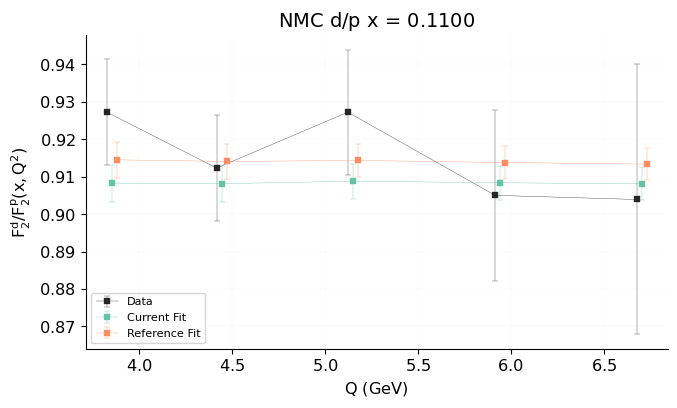 NMC d/p x = 0.1100
0.94
0.93
0.92
0.91
0.90
0.89
0.88
0.87
F₂ᵈ/F₂ᵖ(x, Q²)
Data
Current Fit
Reference Fit
4.0 4.5 5.0 5.5 6.0 6.5
Q (GeV)